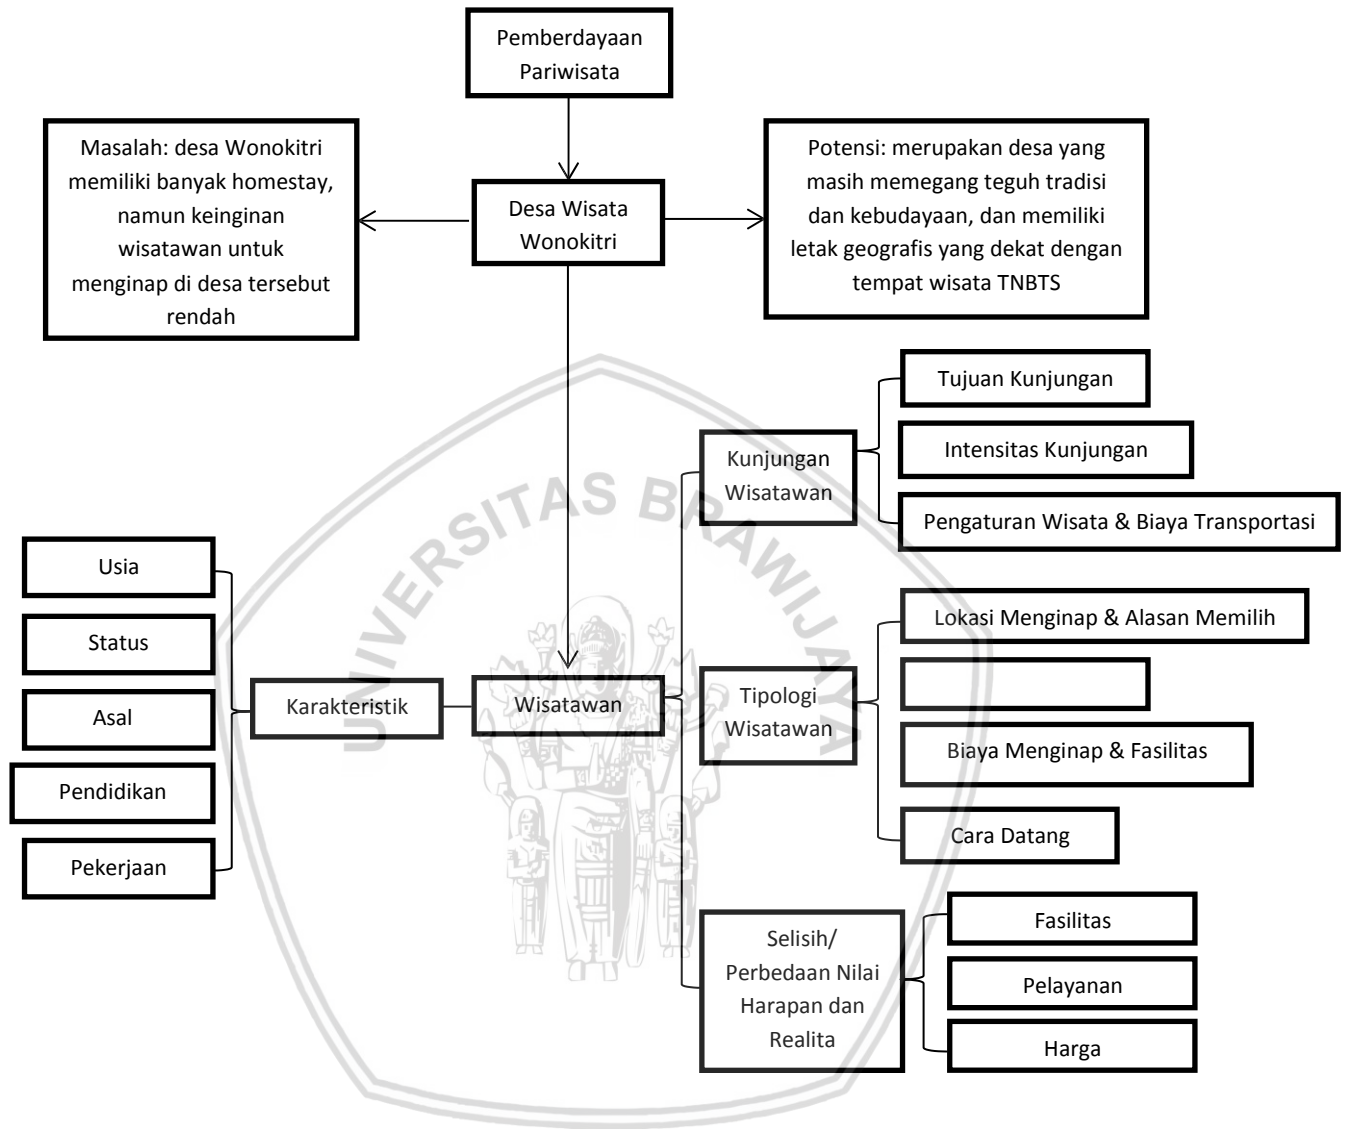 Pemberdayaan
Pariwisata
Masalah: desa Wonokitri
memiliki banyak homestay,
namun keinginan
wisatawan untuk
menginap di desa tersebut
rendah
Desa Wisata
Wonokitri
Potensi: merupakan desa yang
masih memegang teguh tradisi
dan kebudayaan, dan memiliki
letak geografis yang dekat dengan
tempat wisata TNBTS
Usia
Status
Asal
Pendidikan
Pekerjaan
Karakteristik
Wisatawan
Kunjungan
Wisatawan
Tujuan Kunjungan
Intensitas Kunjungan
Pengaturan Wisata & Biaya Transportasi
Tipologi
Wisatawan
Lokasi Menginap & Alasan Memilih
Biaya Menginap & Fasilitas
Cara Datang
Selisih/
Perbedaan Nilai
Harapan dan
Realita
Fasilitas
Pelayanan
Harga
UNIVERSITAS BRAWIJAYA